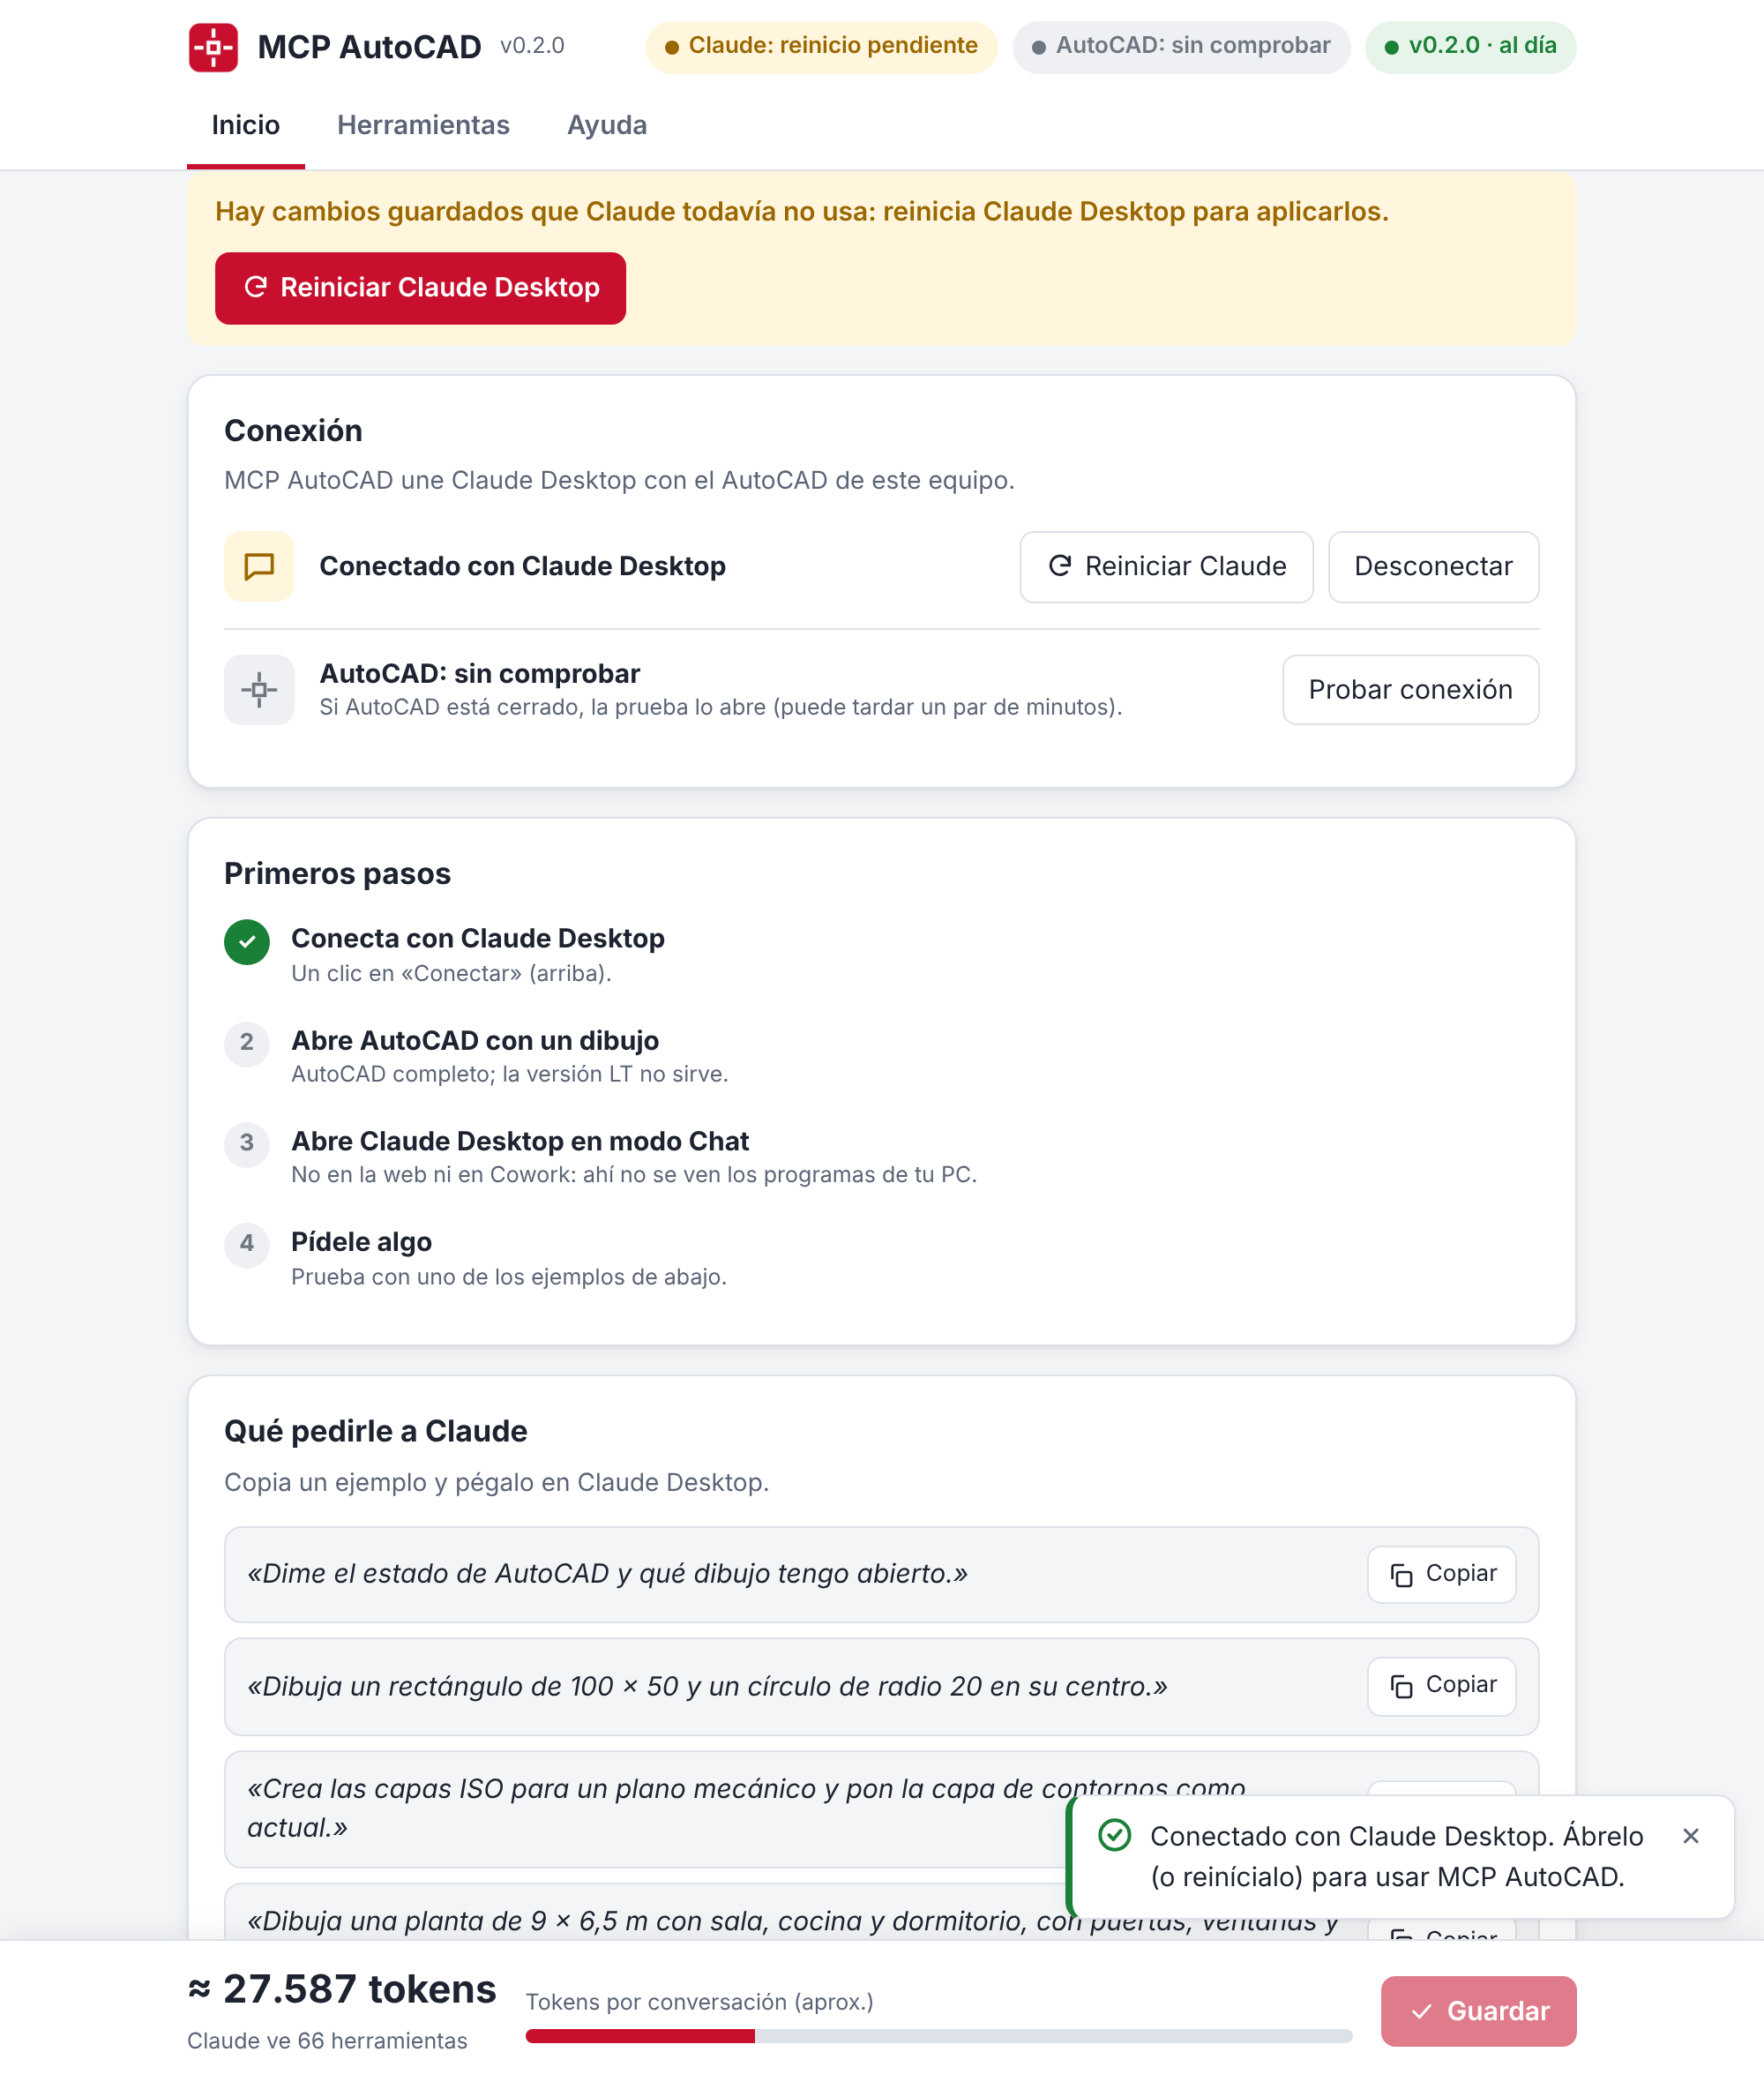 MCP AutoCAD v0.2.0
Claude: reinicio pendiente
AutoCAD: sin comprobar
v0.2.0 · al día
Inicio
Herramientas
Ayuda
Hay cambios guardados que Claude todavía no usa: reinicia Claude Desktop para aplicarlos.
Reiniciar Claude Desktop
Conexión
MCP AutoCAD une Claude Desktop con el AutoCAD de este equipo.
Conectado con Claude Desktop
Reiniciar Claude
Desconectar
AutoCAD: sin comprobar
Si AutoCAD está cerrado, la prueba lo abre (puede tardar un par de minutos).
Probar conexión
Primeros pasos
Conecta con Claude Desktop
Un clic en «Conectar» (arriba).
2
Abre AutoCAD con un dibujo
AutoCAD completo; la versión LT no sirve.
3
Abre Claude Desktop en modo Chat
No en la web ni en Cowork: ahí no se ven los programas de tu PC.
4
Pídele algo
Prueba con uno de los ejemplos de abajo.
Qué pedirle a Claude
Copia un ejemplo y pégalo en Claude Desktop.
«Dime el estado de AutoCAD y qué dibujo tengo abierto.»
Copiar
«Dibuja un rectángulo de 100 × 50 y un círculo de radio 20 en su centro.»
Copiar
«Crea las capas ISO para un plano mecánico y pon la capa de contornos como
actual.»
Conectado con Claude Desktop. Ábrelo
(o reinícialo) para usar MCP AutoCAD.
«Dibuja una planta de 9 × 6,5 m con sala, cocina y dormitorio, con puertas, ventanas y
Copiar
≈ 27.587 tokens
Claude ve 66 herramientas
Tokens por conversación (aprox.)
Guardar